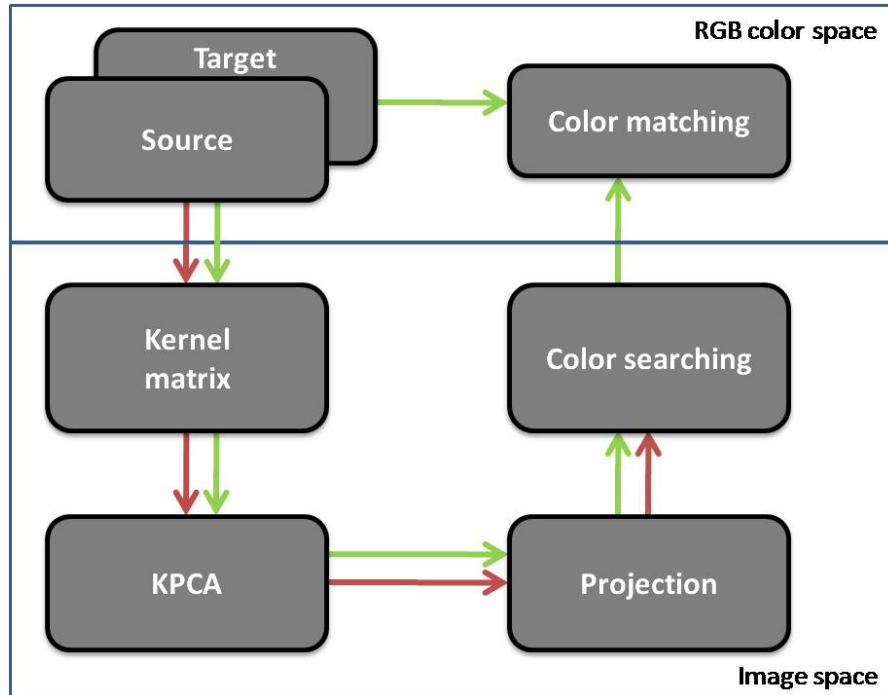 RGB color space
Target
Source
Color matching
Kernel
matrix
Color searching
KPCA
Projection
Image space